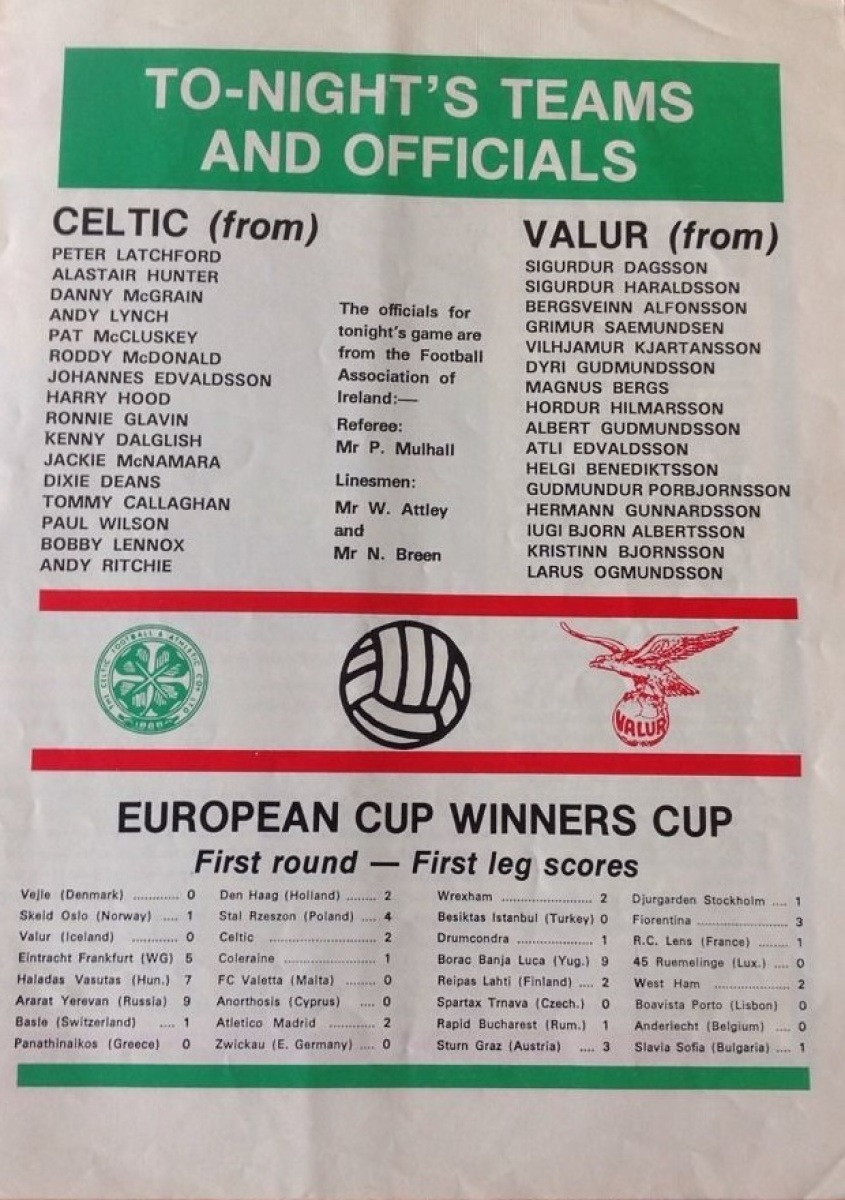 TO-NIGHT'S TEAMS
AND OFFICIALS
CELTIC (from)
PETER LATCHFORD
ALASTAIR HUNTER
DANNY McGRAIN
ANDY LYNCH
PAT McCLUSKEY
RODDY McDONALD
JOHANNES EDVALDSSON
HARRY HOOD
RONNIE GLAVIN
KENNY DALGLISH
JACKIE McNAMARA
DIXIE DEANS
TOMMY CALLAGHAN
PAUL WILSON
BOBBY LENNOX
ANDY RITCHIE
The officials for
tonight's game are
from the Football
Association of
Ireland:—
Referee:
Mr P. Mulhall
Linesmen:
Mr W. Attley
and
Mr N. Breen
VALUR (from)
SIGURDUR DAGSSON
SIGURDUR HARALDSSON
BERGSVEINN ALFONSSON
GRIMUR SAEMUNDSEN
VILHJAMUR KJARTANSSON
DYRI GUDMUNDSSON
MAGNUS BERGS
HORDUR HILMARSSON
ALBERT GUDMUNDSSON
ATLI EDVALDSSON
HELGI BENEDIKTSSON
GUDMUNDUR PORBJORNSSON
HERMANN GUNNARDSSON
IUGI BJORN ALBERTSSON
KRISTINN BJORNSSON
LARUS OGMUNDSSON
THE CELTIC FOOTBALL & ATHLETIC COY LTD
1888
VALUR
EUROPEAN CUP WINNERS CUP
First round — First leg scores
Vejle (Denmark) ............ 0 Den Haag (Holland) ........ 2
Skeid Oslo (Norway) .... 1 Stal Rzeszon (Poland) .... 4
Valur (Iceland) ............ 0 Celtic ........................ 2
Eintracht Frankfurt (WG) 5 Coleraine ........................ 1
Haladas Vasutas (Hun.) 7 FC Valetta (Malta) ........ 0
Ararat Yerevan (Russia) 9 Anorthosis (Cyprus) .... 0
Basle (Switzerland) .... 1 Atletico Madrid ............ 2
Panathinaikos (Greece) 0 Zwickau (E. Germany) .... 0
Wrexham ........................ 2 Djurgarden Stockholm .... 1
Besiktas Istanbul (Turkey) 0 Fiorentina ........................ 3
Drumcondra .................... 1 R.C. Lens (France) ........ 1
Borac Banja Luca (Yug.) 9 45 Ruemelinge (Lux.) .... 0
Reipas Lahti (Finland) .... 2 West Ham .................... 2
Spartax Trnava (Czech.) 0 Boavista Porto (Lisbon) 0
Rapid Bucharest (Rum.) 1 Anderlecht (Belgium) .... 0
Sturn Graz (Austria) .... 3 Slavia Sofia (Bulgaria) .... 1